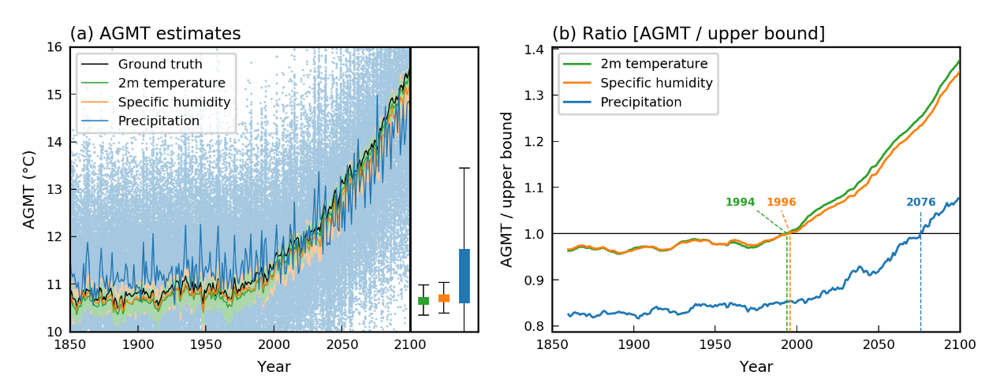 (a) AGMT estimates
Ground truth
2m temperature
Specific humidity
Precipitation
AGMT (°C)
16
15
14
13
12
11
10
1850
1900
1950
2000
2050
2100
Year
(b) Ratio [AGMT / upper bound]
2m temperature
Specific humidity
Precipitation
1994
1996
2076
AGMT / upper bound
1.4
1.3
1.2
1.1
1.0
0.9
0.8
1850
1900
1950
2000
2050
2100
Year